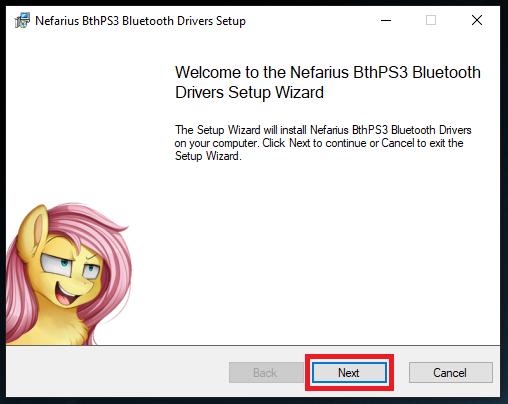 Nefarius BthPS3 Bluetooth Drivers Setup
Welcome to the Nefarius BthPS3 Bluetooth
Drivers Setup Wizard
The Setup Wizard will install Nefarius BthPS3 Bluetooth Drivers
on your computer. Click Next to continue or Cancel to exit the
Setup Wizard.
Back
Next
Cancel